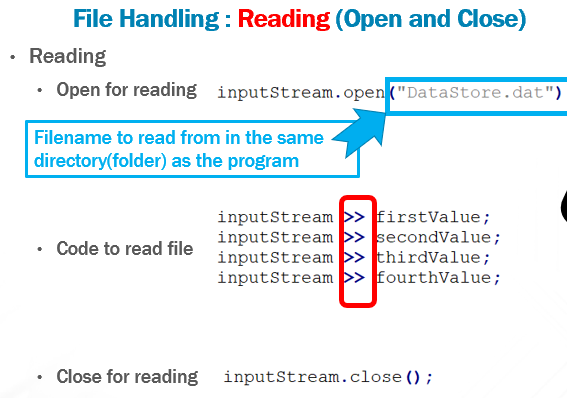 File Handling : Reading (Open and Close)
• Reading
• Open for reading inputStream.open("DataStore.dat")
Filename to read from in the same
directory(folder) as the program
inputStream >> firstValue;
inputStream >> secondValue;
• Code to read file
inputStream >> thirdValue;
inputStream >> fourthValue;
• Close for reading inputStream.close();